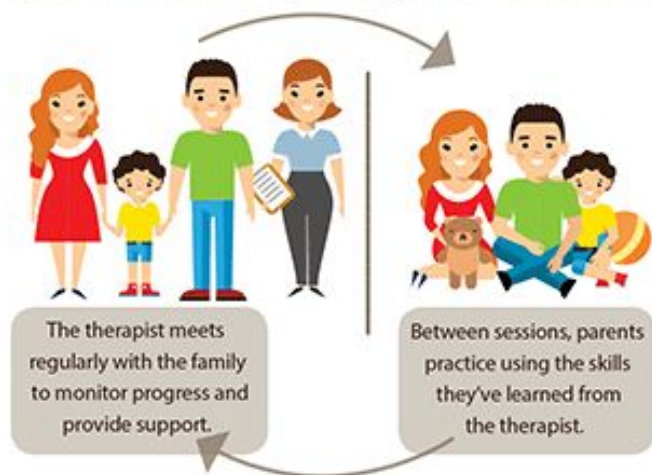 The therapist meets
regularly with the family
to monitor progress and
provide support.
Between sessions, parents
practice using the skills
they've learned from
the therapist.